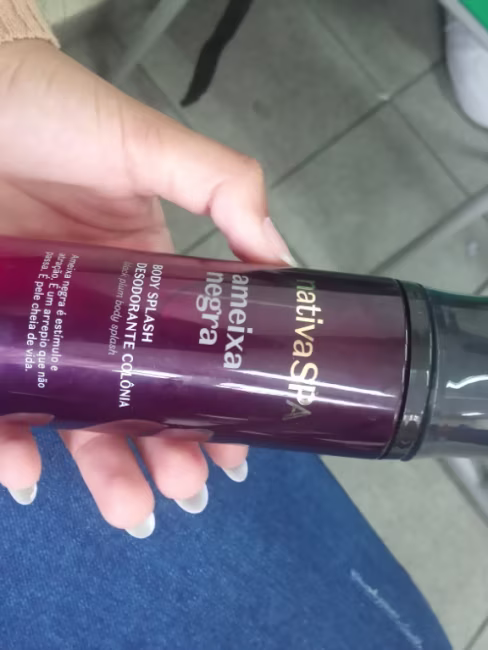 nativaSPA
ameixa
negra
BODY SPLASH
DESODORANTE COLÔNIA
plum body splash
Ameixa negra é estímulo e
atração. É um arrepio que não
passa. É pele cheia de vida.